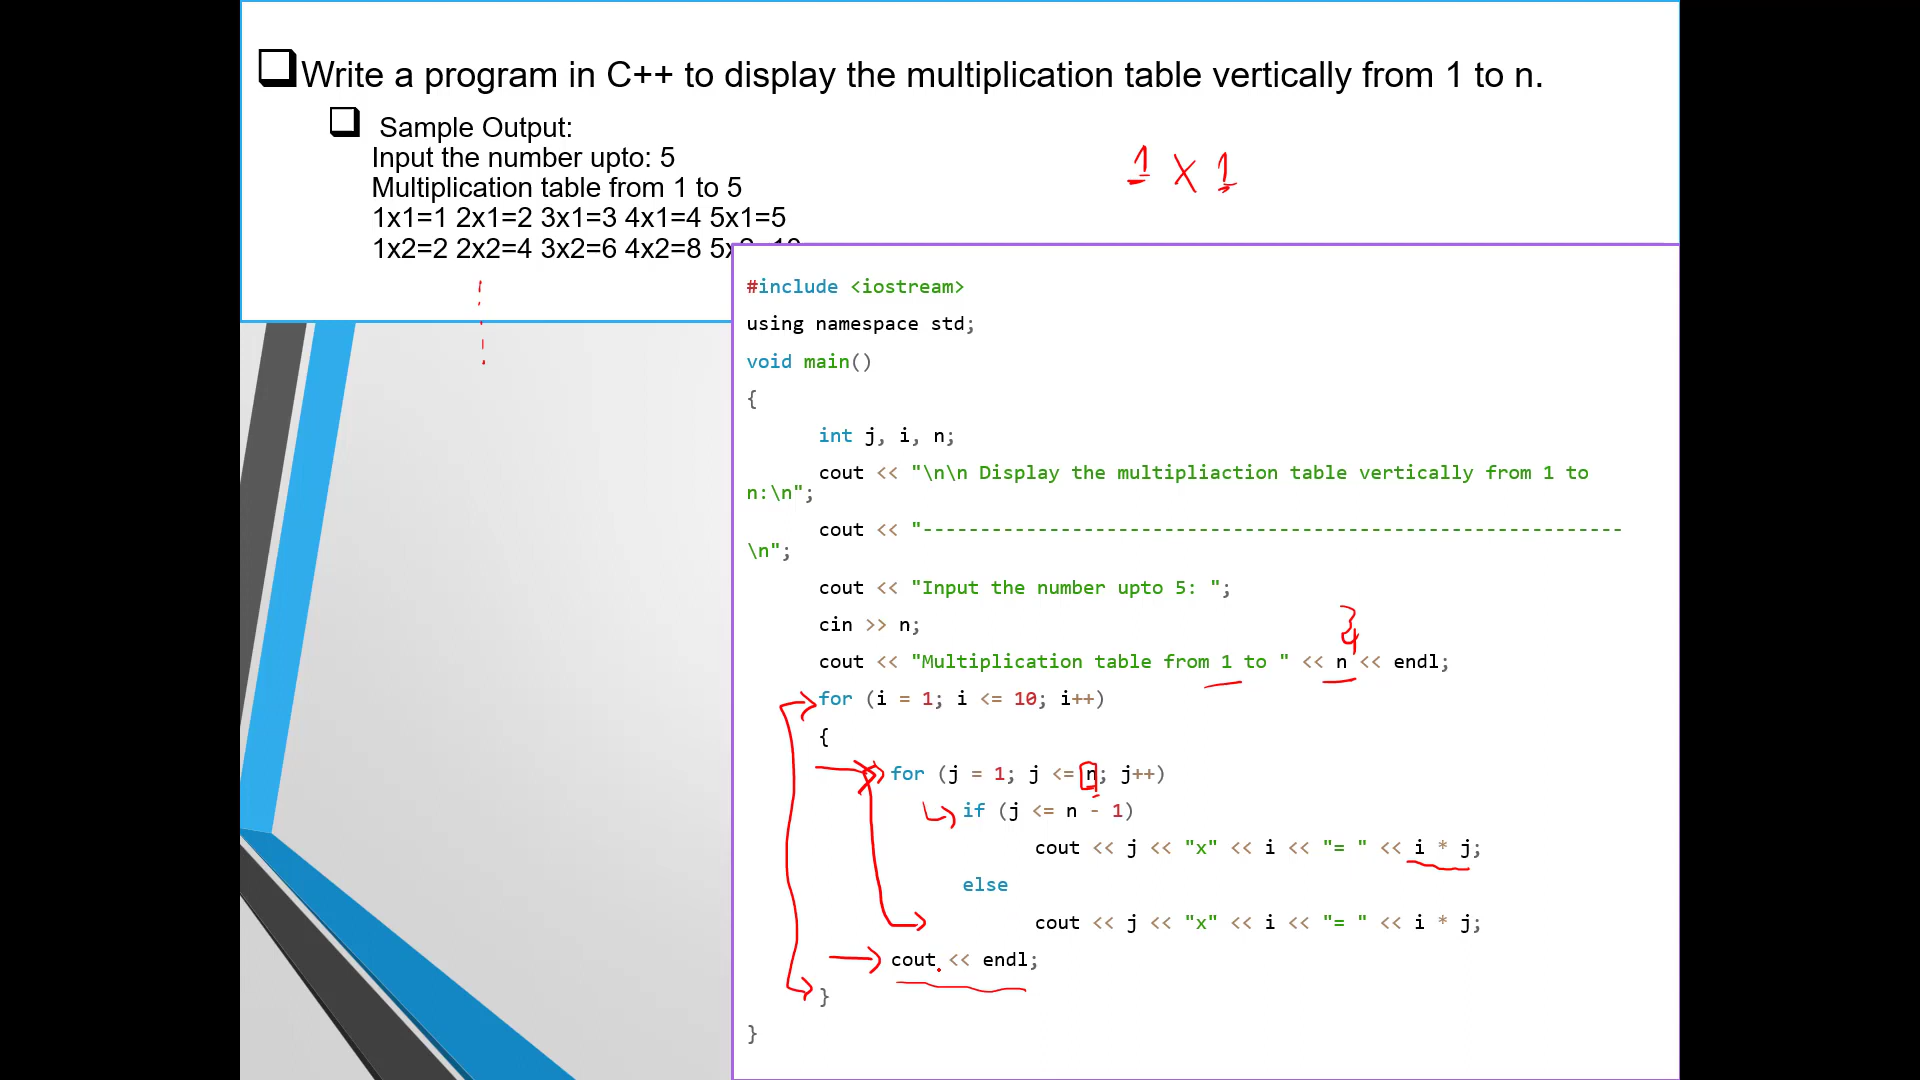 Write a program in C++ to display the multiplication table vertically from 1 to n.
Sample Output:
Input the number upto: 5
Multiplication table from 1 to 5
1x1=1 2x1=2 3x1=3 4x1=4 5x1=5
1x2=2 2x2=4 3x2=6 4x2=8 5x2=10
1 X 1
#include <iostream>
using namespace std;
void main()
{
int j, i, n;
cout << "\n\n Display the multipliaction table vertically from 1 to
n:\n";
cout << "-------------------------------------------------------------
\n";
cout << "Input the number upto 5: ";
cin >> n;
cout << "Multiplication table from 1 to " << n << endl;
for (i = 1; i <= 10; i++)
{
for (j = 1; j <= n; j++)
if (j <= n - 1)
cout << j << "x" << i << "= " << i * j;
else
cout << j << "x" << i << "= " << i * j;
cout << endl;
}
}